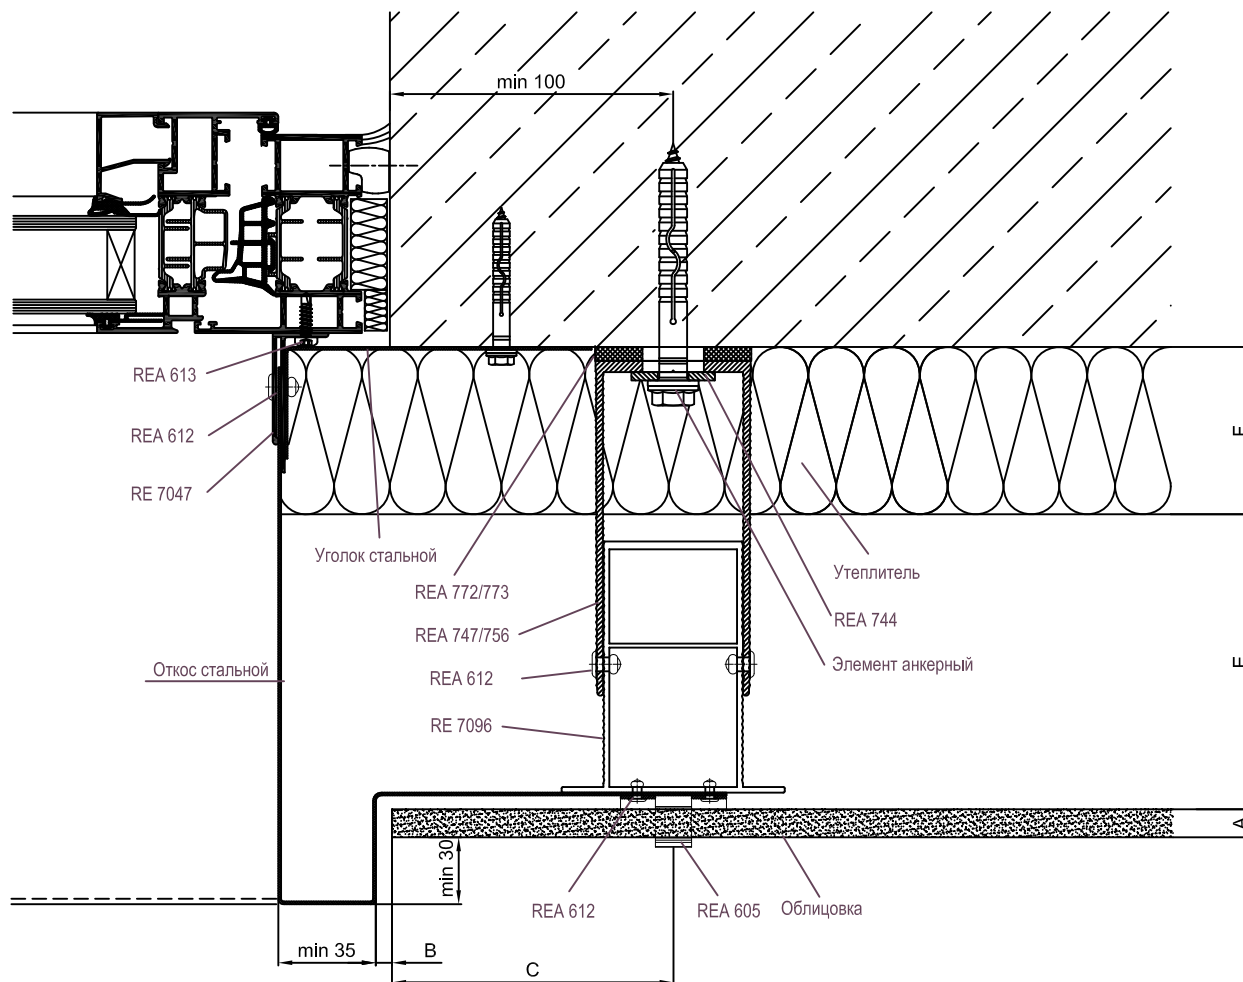 min 100
REA 613
REA 612
RE 7047
E
Уголок стальной
REA 772/773
Утеплитель
REA 744
REA 747/756
Элемент анкерный
Откос стальной
REA 612
E
RE 7096
A
min 30
REA 612
REA 605
Облицовка
min 35
B
C